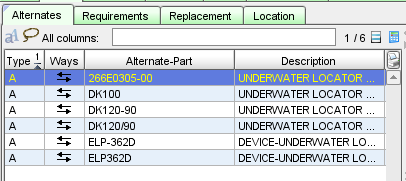 Alternates Requirements Replacement Location
All columns: 1 / 6
Type 1 Ways Alternate-Part Description
A 266E0305-00 UNDERWATER LOCATOR ...
A DK100 UNDERWATER LOCATOR ...
A DK120-90 UNDERWATER LOCATOR ...
A DK120/90 UNDERWATER LOCATOR ...
A ELP-362D DEVICE-UNDERWATER LO...
A ELP362D DEVICE-UNDERWATER LO...